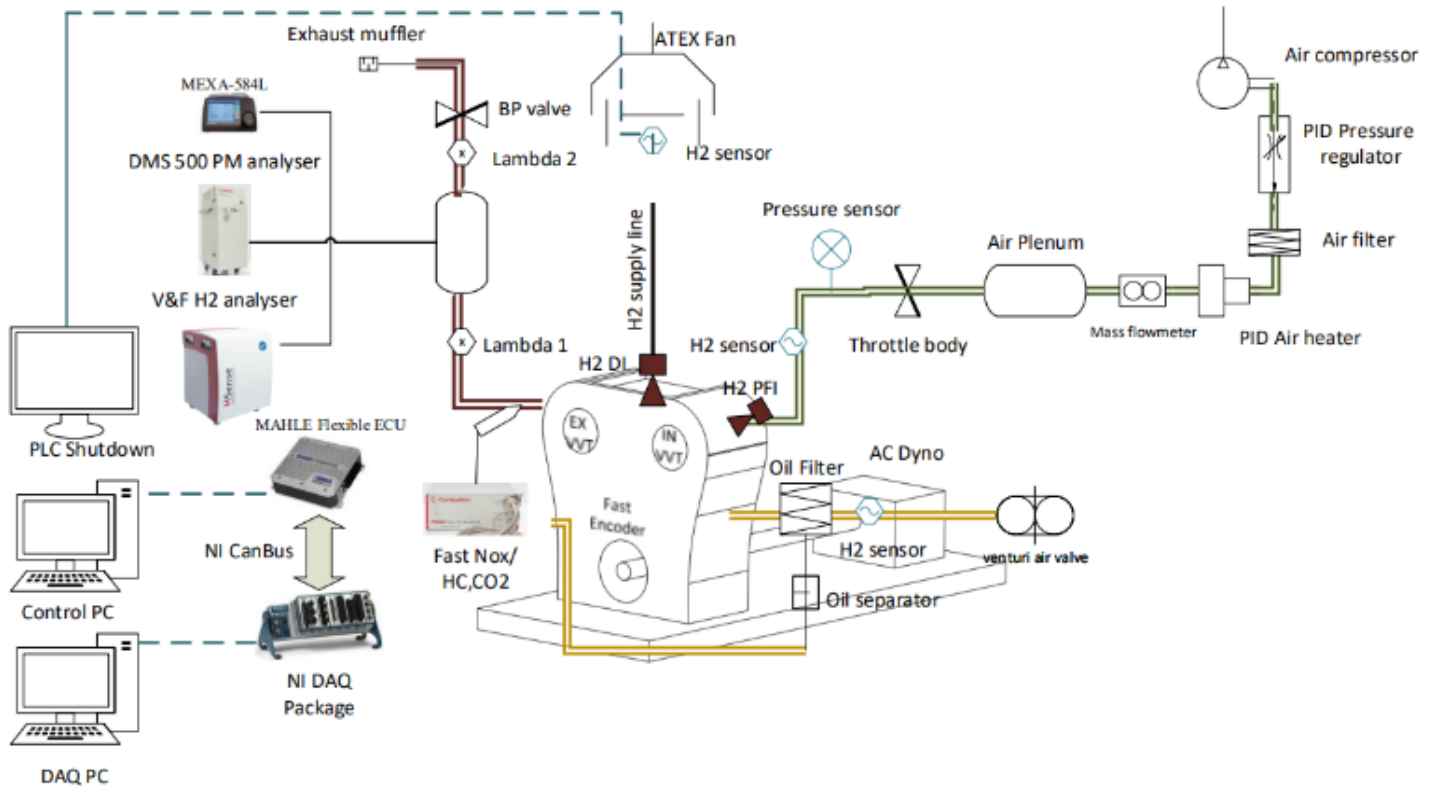 Exhaust muffler
ATEX Fan
Air compressor
MEXA-584L
BP valve
PID Pressure
regulator
DMS 500 PM analyser
Lambda 2
H2 sensor
Pressure sensor
H2 supply line
Air Plenum
Air filter
V&F H2 analyser
Mass flowmeter
PID Air heater
Lambda 1
H2 sensor
Throttle body
H2 DI
H2 PFI
PLC Shutdown
MAHLE Flexible ECU
EX
VVT
IN
VVT
Oil Filter
AC Dyno
Fast
Encoder
NI CanBus
Fast Nox/
HC,CO2
H2 sensor
venturi air valve
Control PC
Oil separator
NI DAQ
Package
DAQ PC